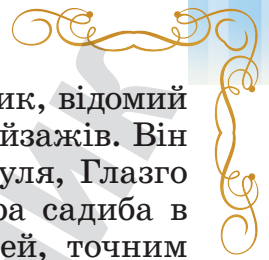 ик, відомий
йзажів. Він
уля, Глазго
ра садиба в
ей, точним